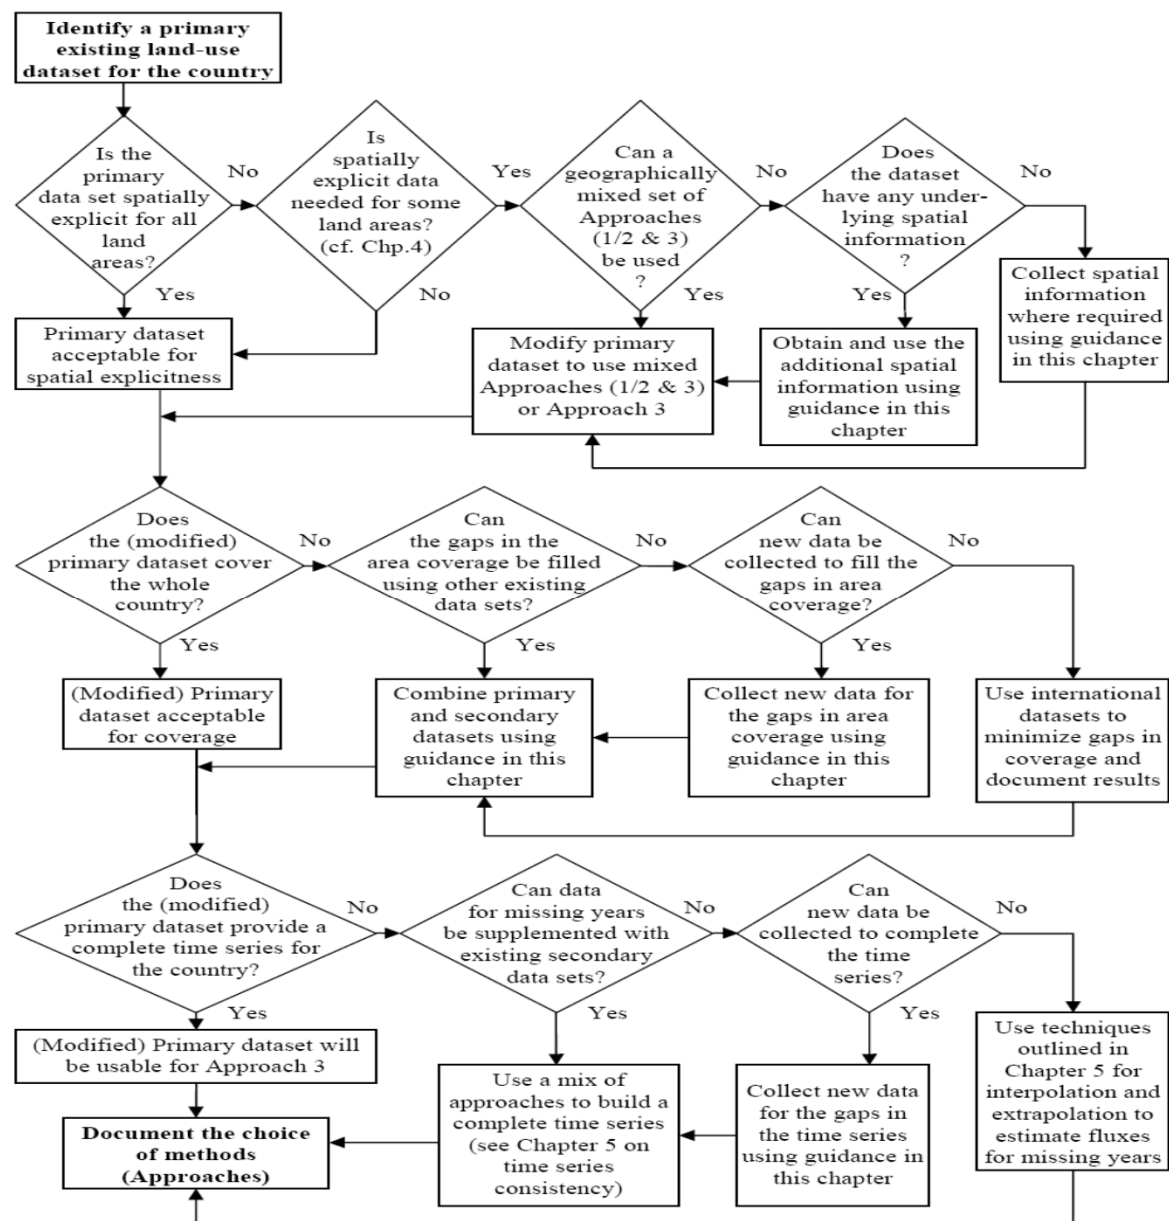 Identify a primary
existing land-use
dataset for the country
Is the
primary
data set spatially
explicit for all
land
areas?
No
Yes
Is
spatially
explicit data
needed for some
land areas?
(cf. Chp.4)
Yes
No
Can a
geographically
mixed set of
Approaches
(1/2 & 3)
be used
?
No
Yes
Does
the dataset
have any under-
lying spatial
information
?
No
Yes
Primary dataset
acceptable for
spatial explicitness
Modify primary
dataset to use mixed
Approaches (1/2 & 3)
or Approach 3
Obtain and use the
additional spatial
information using
guidance in this
chapter
Collect spatial
information
where required
using guidance
in this chapter
Does
the (modified)
primary dataset cover
the whole
country?
No
Yes
Can
the gaps in the
area coverage be filled
using other existing
data sets?
No
Yes
Can
new data be
collected to fill the
gaps in area
coverage?
No
Yes
(Modified) Primary
dataset acceptable
for coverage
Combine primary
and secondary
datasets using
guidance in this
chapter
Collect new data for
the gaps in area
coverage using
guidance in this
chapter
Use international
datasets to
minimize gaps in
coverage and
document results
Does
the (modified)
primary dataset provide a
complete time series for
the country?
No
Yes
Can data
for missing years
be supplemented with
existing secondary
data sets?
No
Yes
Can
new data be
collected to complete
the time
series?
No
Yes
(Modified) Primary dataset will
be usable for Approach 3
Use a mix of
approaches to build a
complete time series
(see Chapter 5 on
time series
consistency)
Collect new data
for the gaps in
the time series
using guidance in
this chapter
Use techniques
outlined in
Chapter 5 for
interpolation and
extrapolation to
estimate fluxes
for missing years
Document the choice
of methods
(Approaches)